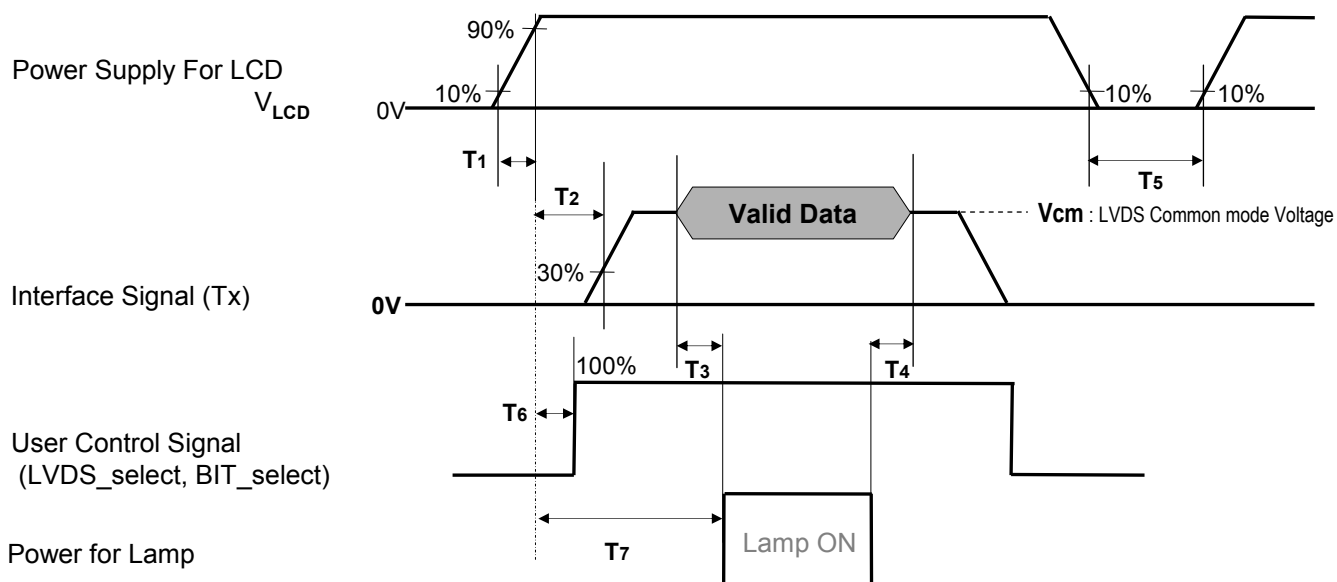 90%
Power Supply For LCD
VLCD
10%
0V
10%
10%
T1
T2
T5
Valid Data
Vcm : LVDS Common mode Voltage
30%
Interface Signal (Tx)
0V
100%
T3
T4
T6
User Control Signal
(LVDS_select, BIT_select)
T7
Lamp ON
Power for Lamp